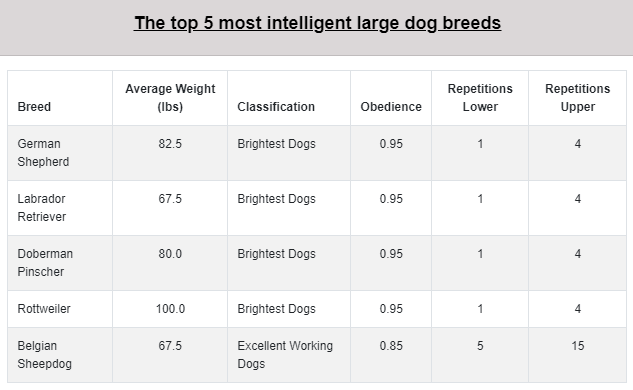 The top 5 most intelligent large dog breeds
Breed Average Weight (lbs) Classification Obedience Repetitions Lower Repetitions Upper
German Shepherd 82.5 Brightest Dogs 0.95 1 4
Labrador Retriever 67.5 Brightest Dogs 0.95 1 4
Doberman Pinscher 80.0 Brightest Dogs 0.95 1 4
Rottweiler 100.0 Brightest Dogs 0.95 1 4
Belgian Sheepdog 67.5 Excellent Working Dogs 0.85 5 15